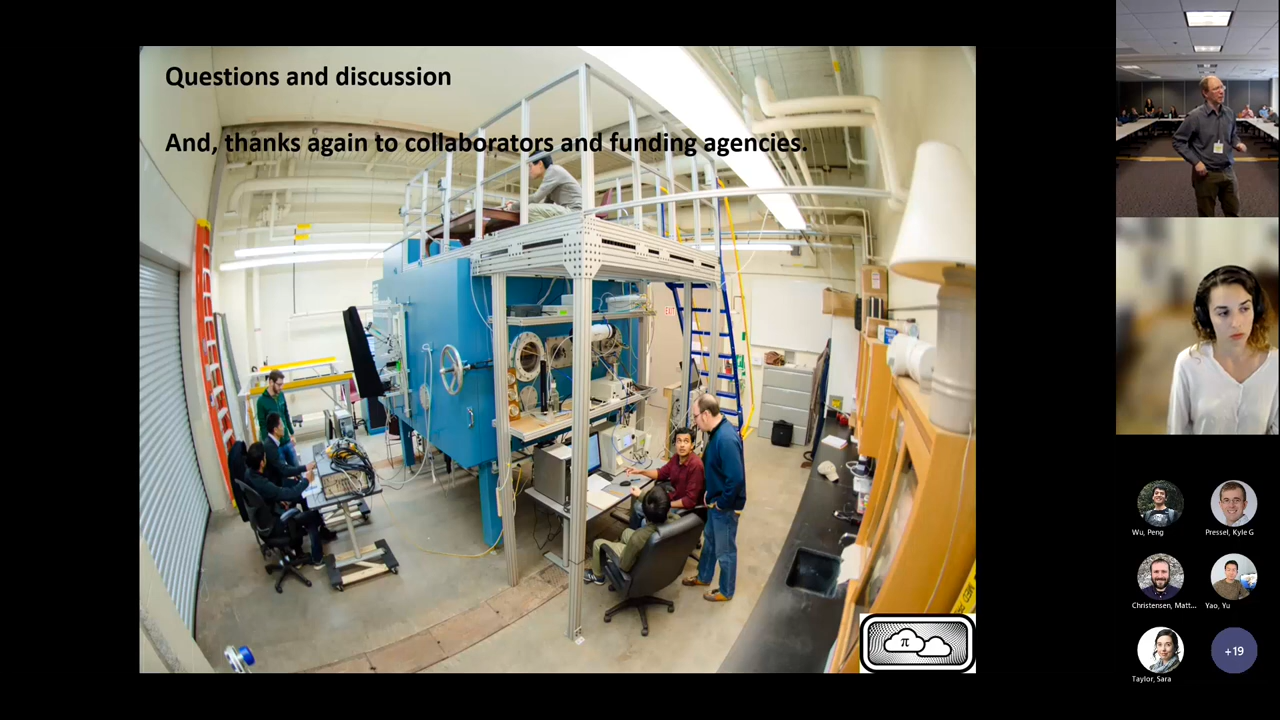 Questions and discussion
And, thanks again to collaborators and funding agencies.
EXIT
π
Wu, Peng
Pressel, Kyle G
Christensen, Matt...
Yao, Yu
Taylor, Sara
+19